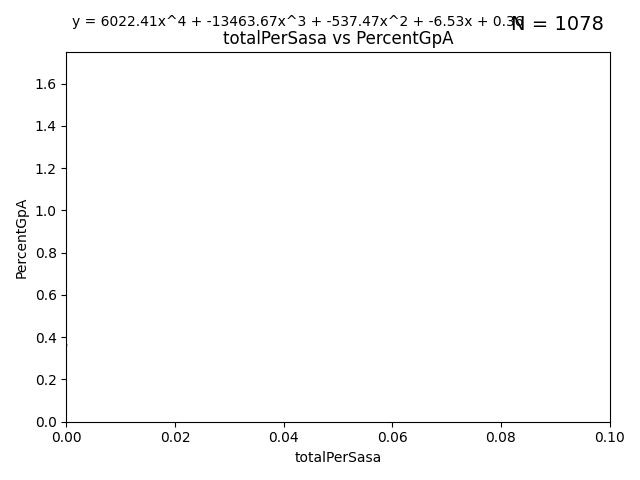 y = 6022.41x^4 + -13463.67x^3 + -537.47x^2 + -6.53x + 0.36
N = 1078
totalPerSasa vs PercentGpA
1.6
1.4
1.2
1.0
0.8
0.6
0.4
0.2
0.0
PercentGpA
0.00 0.02 0.04 0.06 0.08 0.10
totalPerSasa